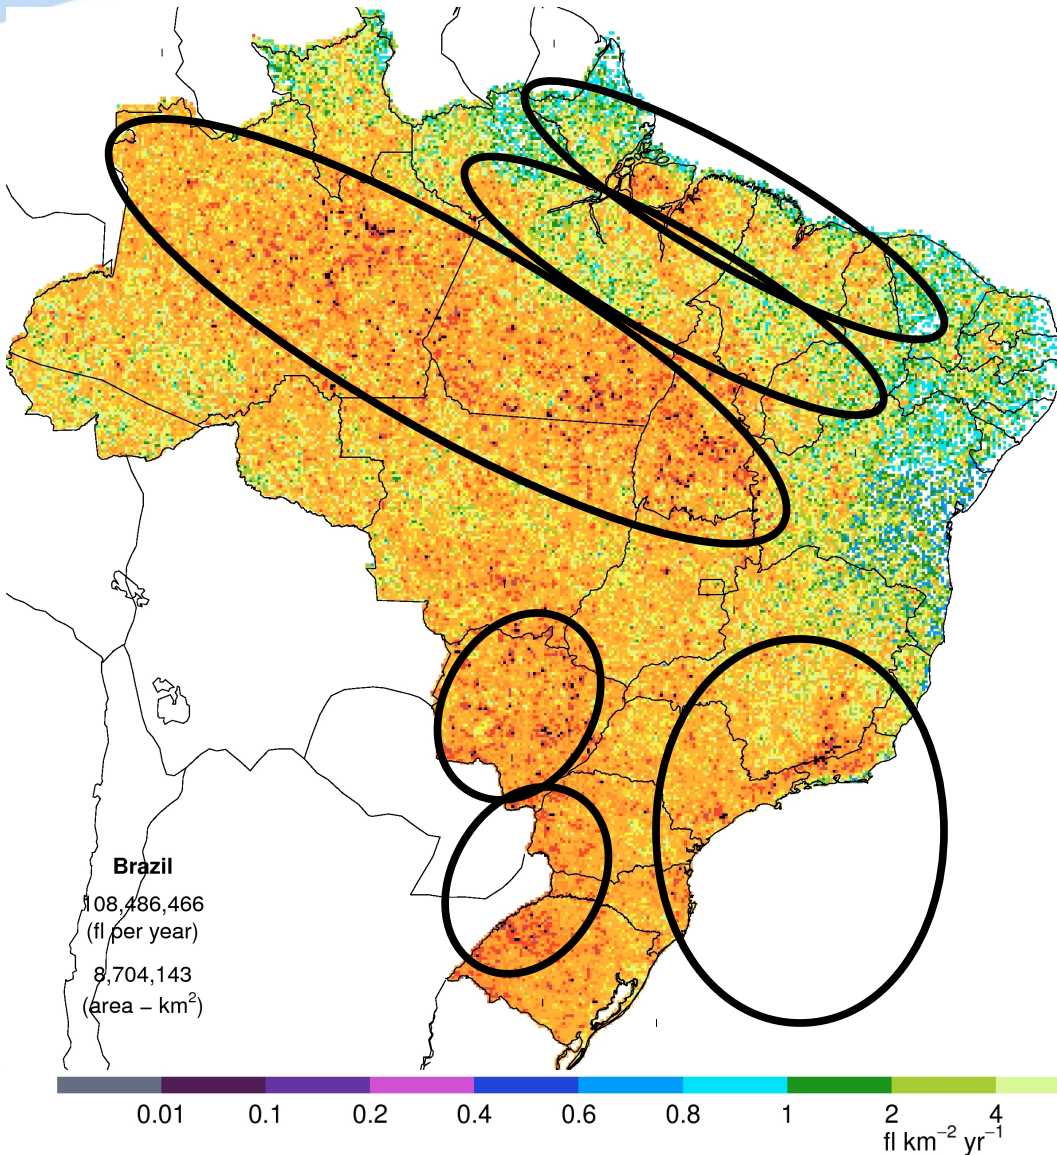 Brazil
108,486,466
(fl per year)
8,704,143
(area – km²)
0.01 0.1 0.2 0.4 0.6 0.8 1 2 4
fl km⁻² yr⁻¹